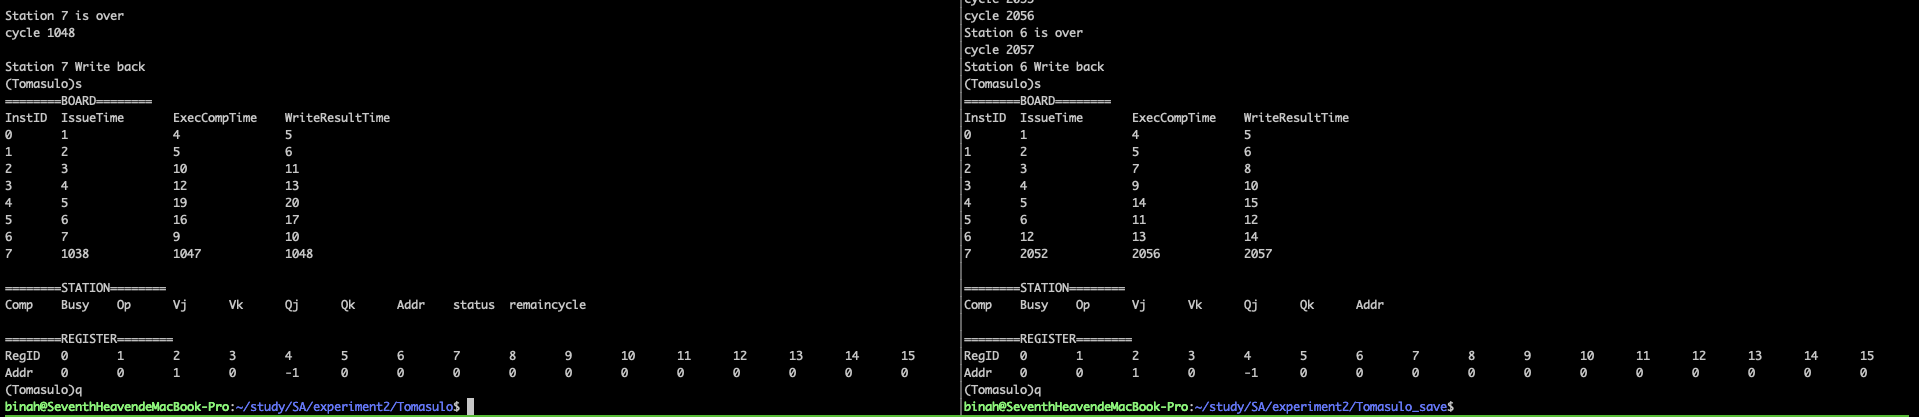 Station 7 is over
cycle 1048
Station 7 Write back
(Tomasulo)s
========BOARD========
InstID IssueTime ExecCompTime WriteResultTime
0 1 4 5
1 2 5 6
2 3 10 11
3 4 12 13
4 5 19 20
5 6 16 17
6 7 9 10
7 1038 1047 1048
========STATION========
Comp Busy Op Vj Vk Qj Qk Addr status remaincycle
========REGISTER========
RegID 0 1 2 3 4 5 6 7 8 9 10 11 12 13 14 15
Addr 0 0 1 0 -1 0 0 0 0 0 0 0 0 0 0 0
(Tomasulo)q
binah@SeventhHeavendeMacBook-Pro:~/study/SA/experiment2/Tomasulo$
cycle 2056
Station 6 is over
cycle 2057
Station 6 Write back
(Tomasulo)s
========BOARD========
InstID IssueTime ExecCompTime WriteResultTime
0 1 4 5
1 2 5 6
2 3 7 8
3 4 9 10
4 5 14 15
5 6 11 12
6 12 13 14
7 2052 2056 2057
========STATION========
Comp Busy Op Vj Vk Qj Qk Addr
========REGISTER========
RegID 0 1 2 3 4 5 6 7 8 9 10 11 12 13 14 15
Addr 0 0 1 0 -1 0 0 0 0 0 0 0 0 0 0 0
(Tomasulo)q
binah@SeventhHeavendeMacBook-Pro:~/study/SA/experiment2/Tomasulo_save$